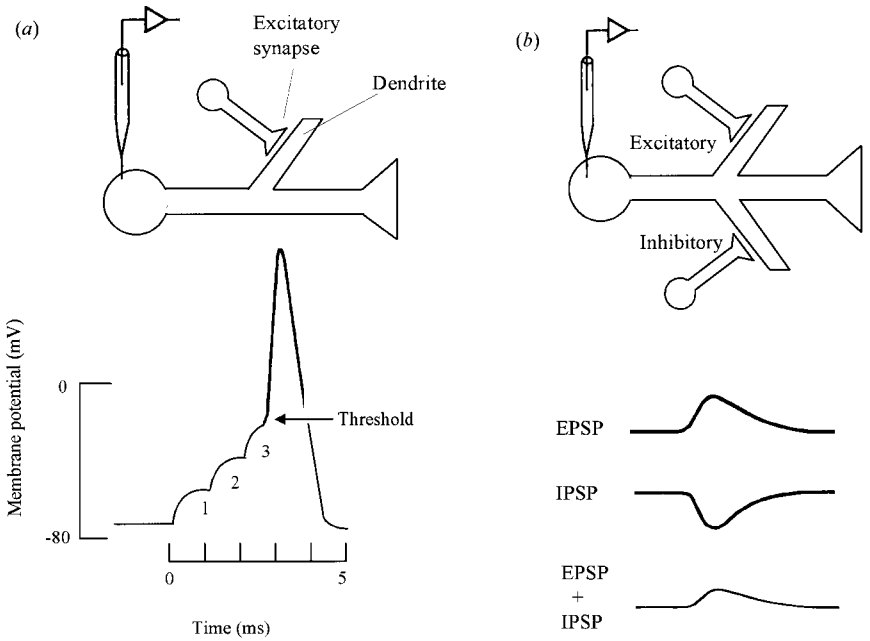 (a)
Excitatory
synapse
Dendrite
Membrane potential (mV)
0
-80
Threshold
1
2
3
0
5
Time (ms)
(b)
Excitatory
Inhibitory
EPSP
IPSP
EPSP
+
IPSP